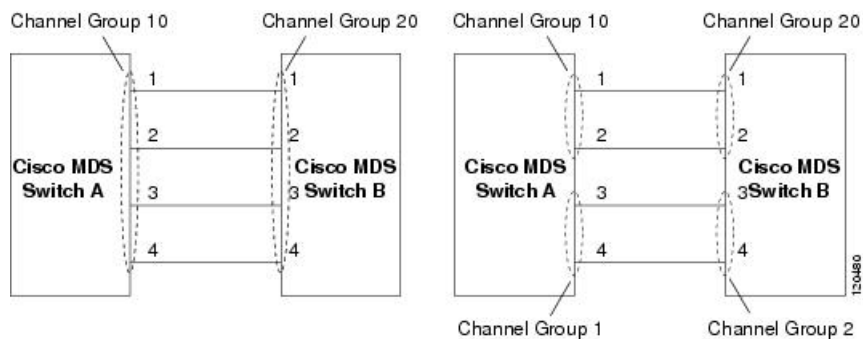 Channel Group 10
Channel Group 20
1
1
2
2
Cisco MDS
Switch A
Cisco MDS
Switch B
3
3
4
4
Channel Group 10
Channel Group 20
1
1
2
2
Cisco MDS
Switch A
Cisco MDS
Switch B
3
3
4
4
Channel Group 1
Channel Group 2
120480